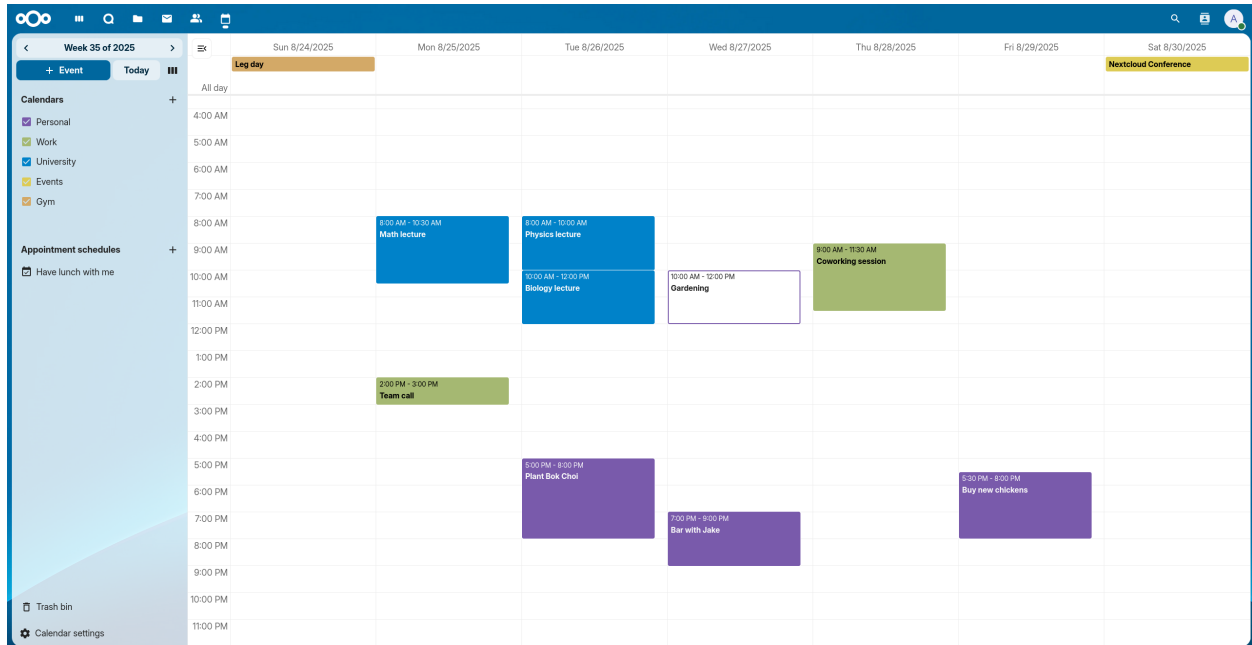 A
Week 35 of 2025
+ Event
Today
Calendars
Personal
Work
University
Events
Gym
Appointment schedules
Have lunch with me
Trash bin
Calendar settings
Sun 8/24/2025
Mon 8/25/2025
Tue 8/26/2025
Wed 8/27/2025
Thu 8/28/2025
Fri 8/29/2025
Sat 8/30/2025
Leg day
Nextcloud Conference
All day
4:00 AM
5:00 AM
6:00 AM
7:00 AM
8:00 AM
9:00 AM
10:00 AM
11:00 AM
12:00 PM
1:00 PM
2:00 PM
3:00 PM
4:00 PM
5:00 PM
6:00 PM
7:00 PM
8:00 PM
9:00 PM
10:00 PM
11:00 PM
8:00 AM - 10:30 AM
Math lecture
2:00 PM - 3:00 PM
Team call
8:00 AM - 10:00 AM
Physics lecture
10:00 AM - 12:00 PM
Biology lecture
5:00 PM - 8:00 PM
Plant Bok Choi
10:00 AM - 12:00 PM
Gardening
7:00 PM - 9:00 PM
Bar with Jake
9:00 AM - 11:30 AM
Coworking session
5:30 PM - 8:00 PM
Buy new chickens